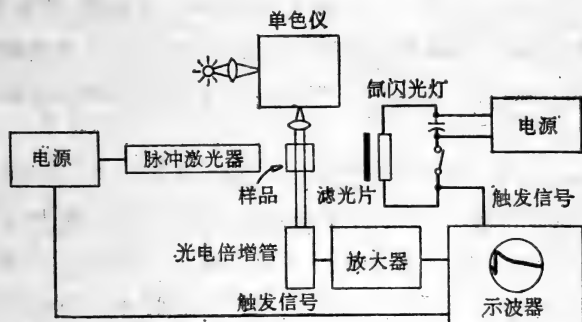 单色仪
氙闪光灯
电源
电源
脉冲激光器
样品
滤光片
触发信号
光电倍增管
放大器
触发信号
示波器